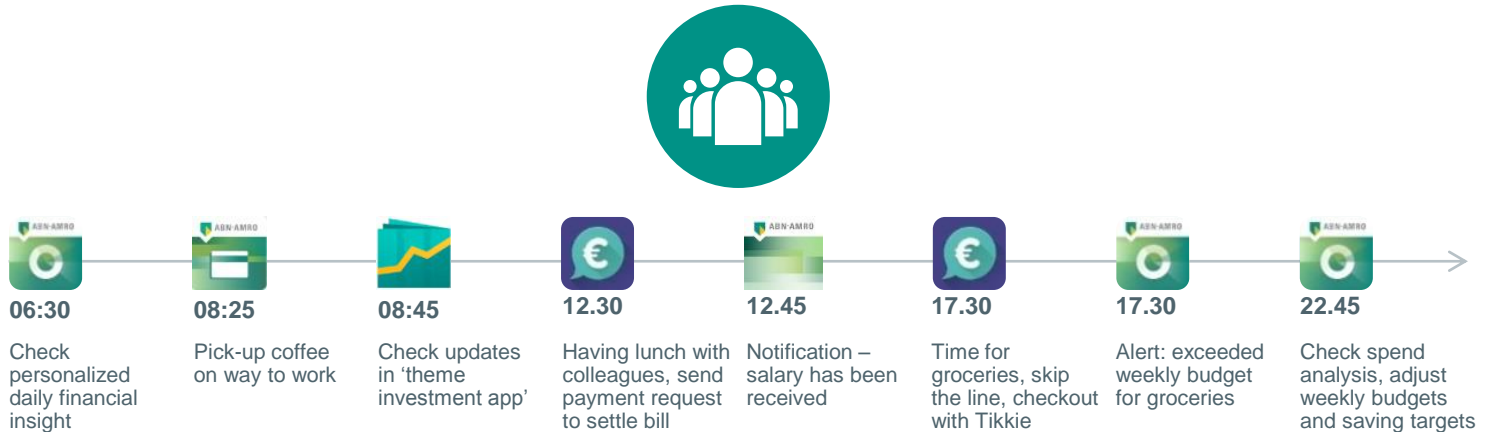 ABN·AMRO
ABN·AMRO
€
ABN·AMRO
€
ABN·AMRO
ABN·AMRO
06:30
Check
personalized
daily financial
insight
08:25
Pick-up coffee
on way to work
08:45
Check updates
in ‘theme
investment app’
12.30
Having lunch with
colleagues, send
payment request
to settle bill
12.45
Notification –
salary has been
received
17.30
Time for
groceries, skip
the line, checkout
with Tikkie
17.30
Alert: exceeded
weekly budget
for groceries
22.45
Check spend
analysis, adjust
weekly budgets
and saving targets